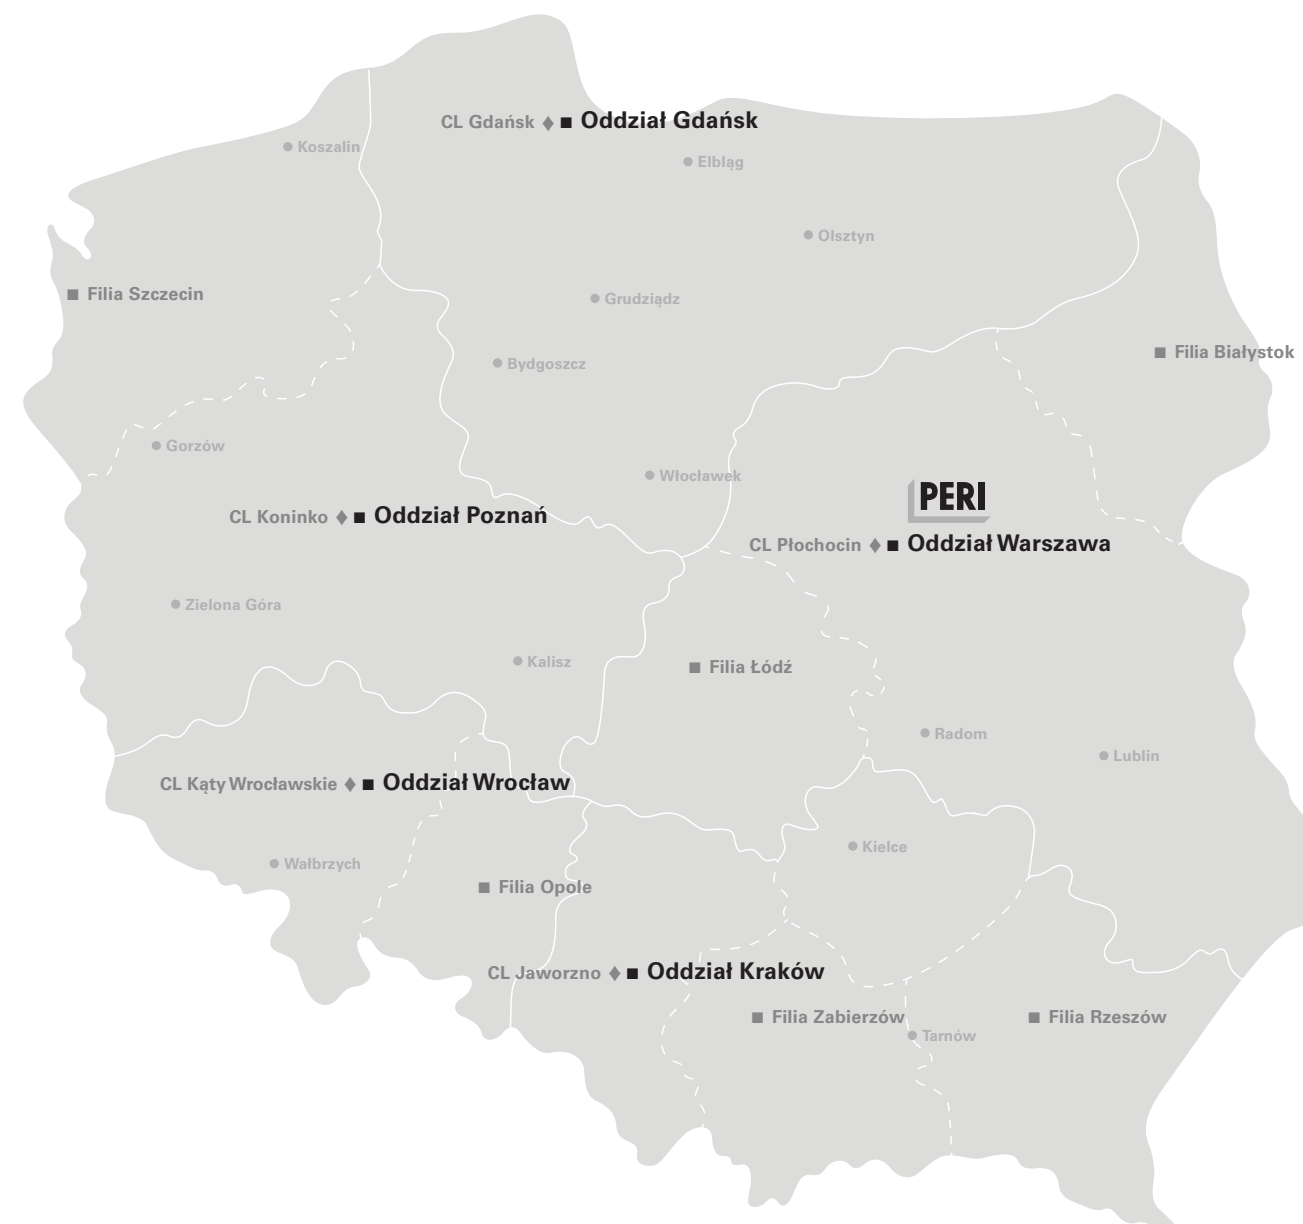 CL Gdańsk Oddział Gdańsk
Koszalin
Elbląg
Olsztyn
Filia Szczecin
Grudziądz
Filia Białystok
Bydgoszcz
Gorzów
Włocławek
PERI
CL Koninko Oddział Poznań
CL Płochocin Oddział Warszawa
Zielona Góra
Kalisz
Filia Łódź
Radom
Lublin
CL Kąty Wrocławskie Oddział Wrocław
Kielce
Wałbrzych
Filia Opole
CL Jaworzno Oddział Kraków
Filia Zabierzów
Filia Rzeszów
Tarnów